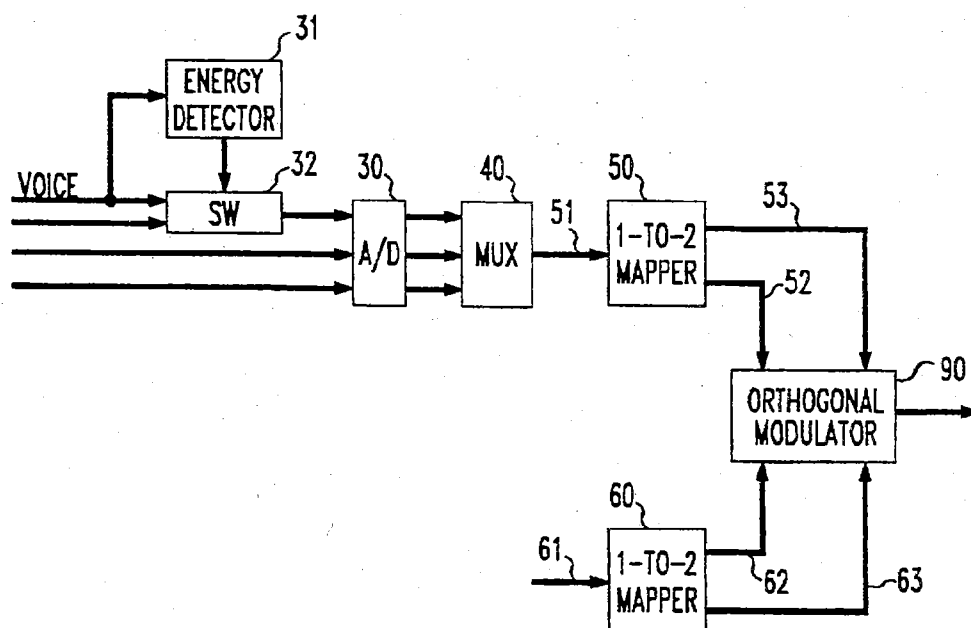 31
ENERGY
DETECTOR
VOICE
32
SW
30
A/D
40
MUX
51
50
1-TO-2
MAPPER
53
52
90
ORTHOGONAL
MODULATOR
60
61
1-TO-2
MAPPER
62
63